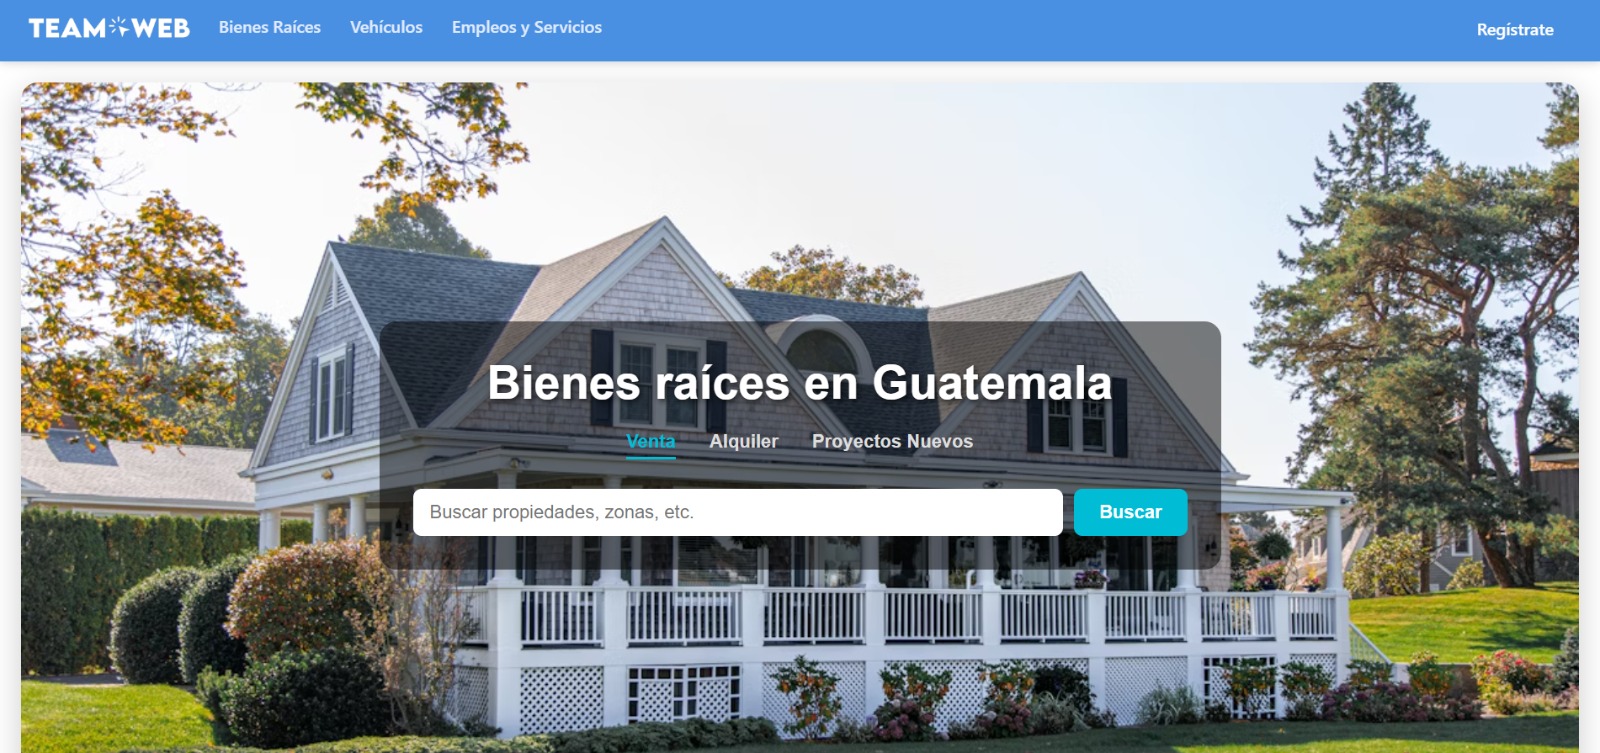 TEAM WEB
Bienes Raíces
Vehículos
Empleos y Servicios
Regístrate
Bienes raíces en Guatemala
Venta
Alquiler
Proyectos Nuevos
Buscar propiedades, zonas, etc.
Buscar